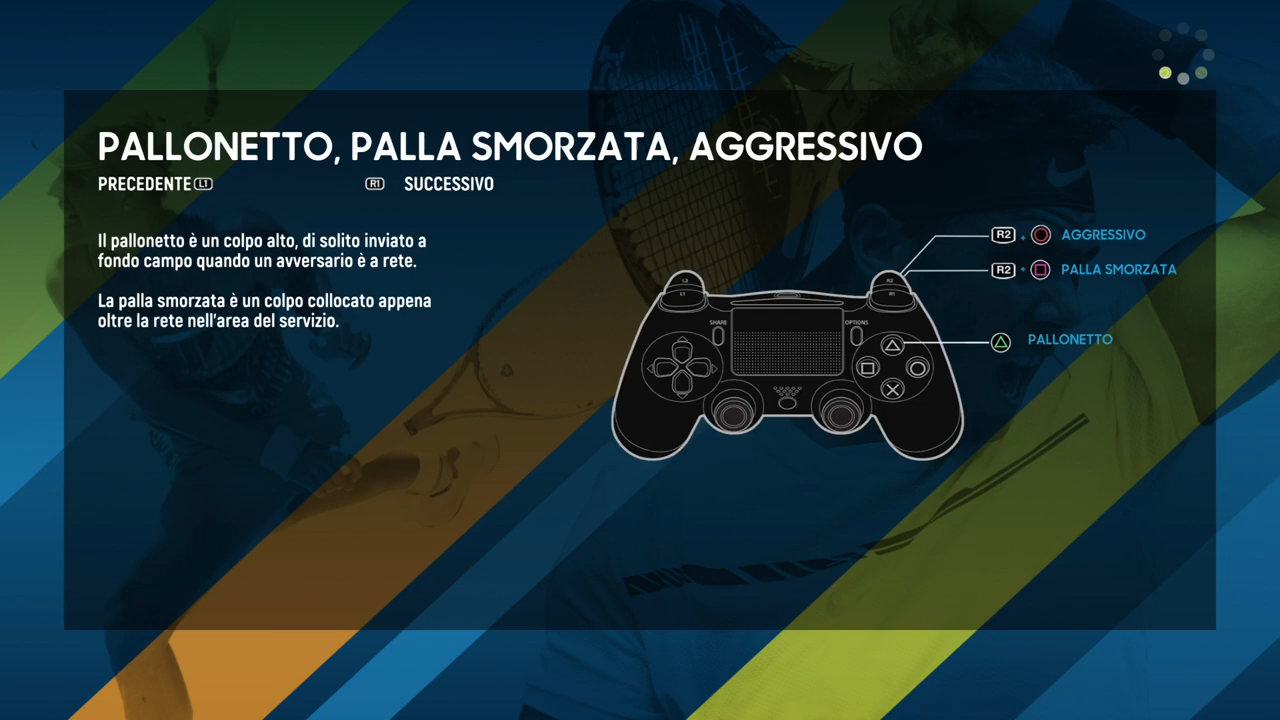 PALLONETTO, PALLA SMORZATA, AGGRESSIVO
PRECEDENTE L1 R1 SUCCESSIVO
Il pallonetto è un colpo alto, di solito inviato a
fondo campo quando un avversario è a rete.
La palla smorzata è un colpo collocato appena
oltre la rete nell'area del servizio.
R2 + AGGRESSIVO
R2 + PALLA SMORZATA
PALLONETTO
L2
L1
R2
R1
SHARE
OPTIONS